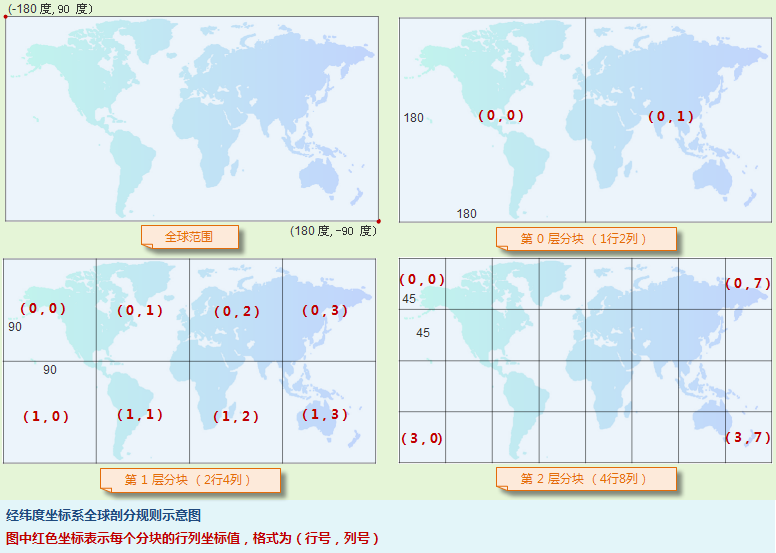 (-180 度, 90 度)
(180 度, -90 度)
全球范围
180
(0, 0)
(0, 1)
180
第 0 层分块 （1行2列）
(0, 0)
(0, 1)
(0, 2)
(0, 3)
90
90
(1, 0)
(1, 1)
(1, 2)
(1, 3)
第 1 层分块 （2行4列）
(0, 0)
(0, 7)
45
45
(3, 0)
(3, 7)
第 2 层分块 （4行8列）
经纬度坐标系全球剖分规则示意图
图中红色坐标表示每个分块的行列坐标值，格式为（行号，列号）